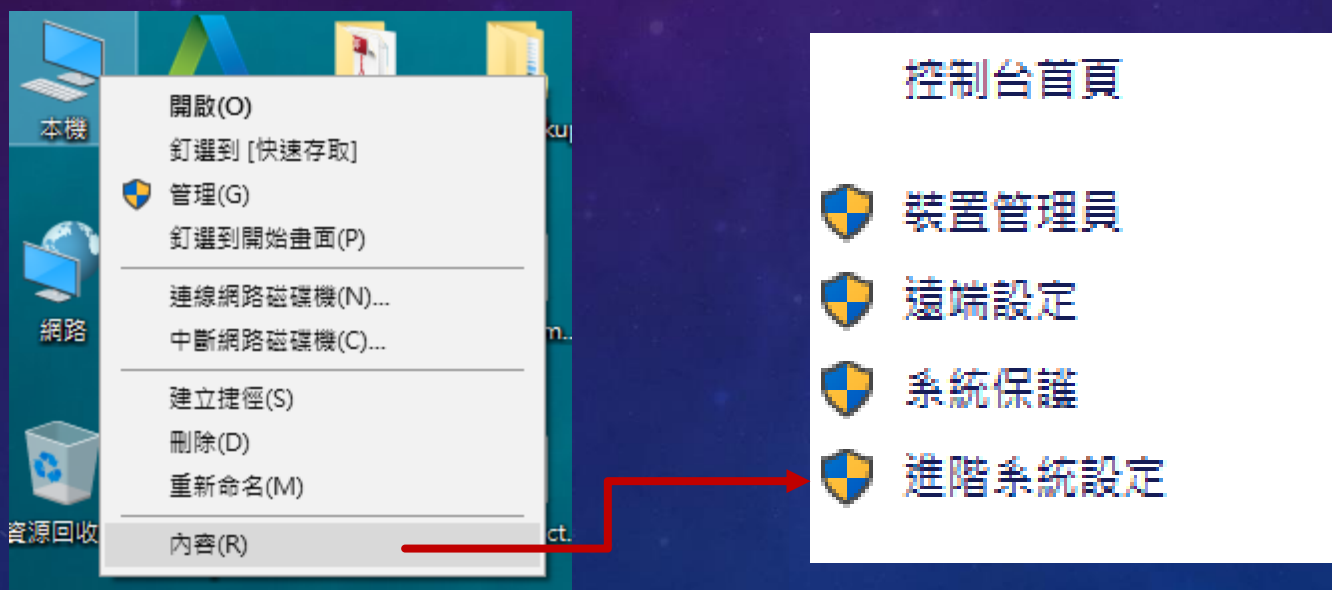 本機
網路
資源回收
開啟(O)
釘選到 [快速存取]
管理(G)
釘選到開始畫面(P)
連線網路磁碟機(N)...
中斷網路磁碟機(C)...
建立捷徑(S)
刪除(D)
重新命名(M)
內容(R)
控制台首頁
裝置管理員
遠端設定
系統保護
進階系統設定